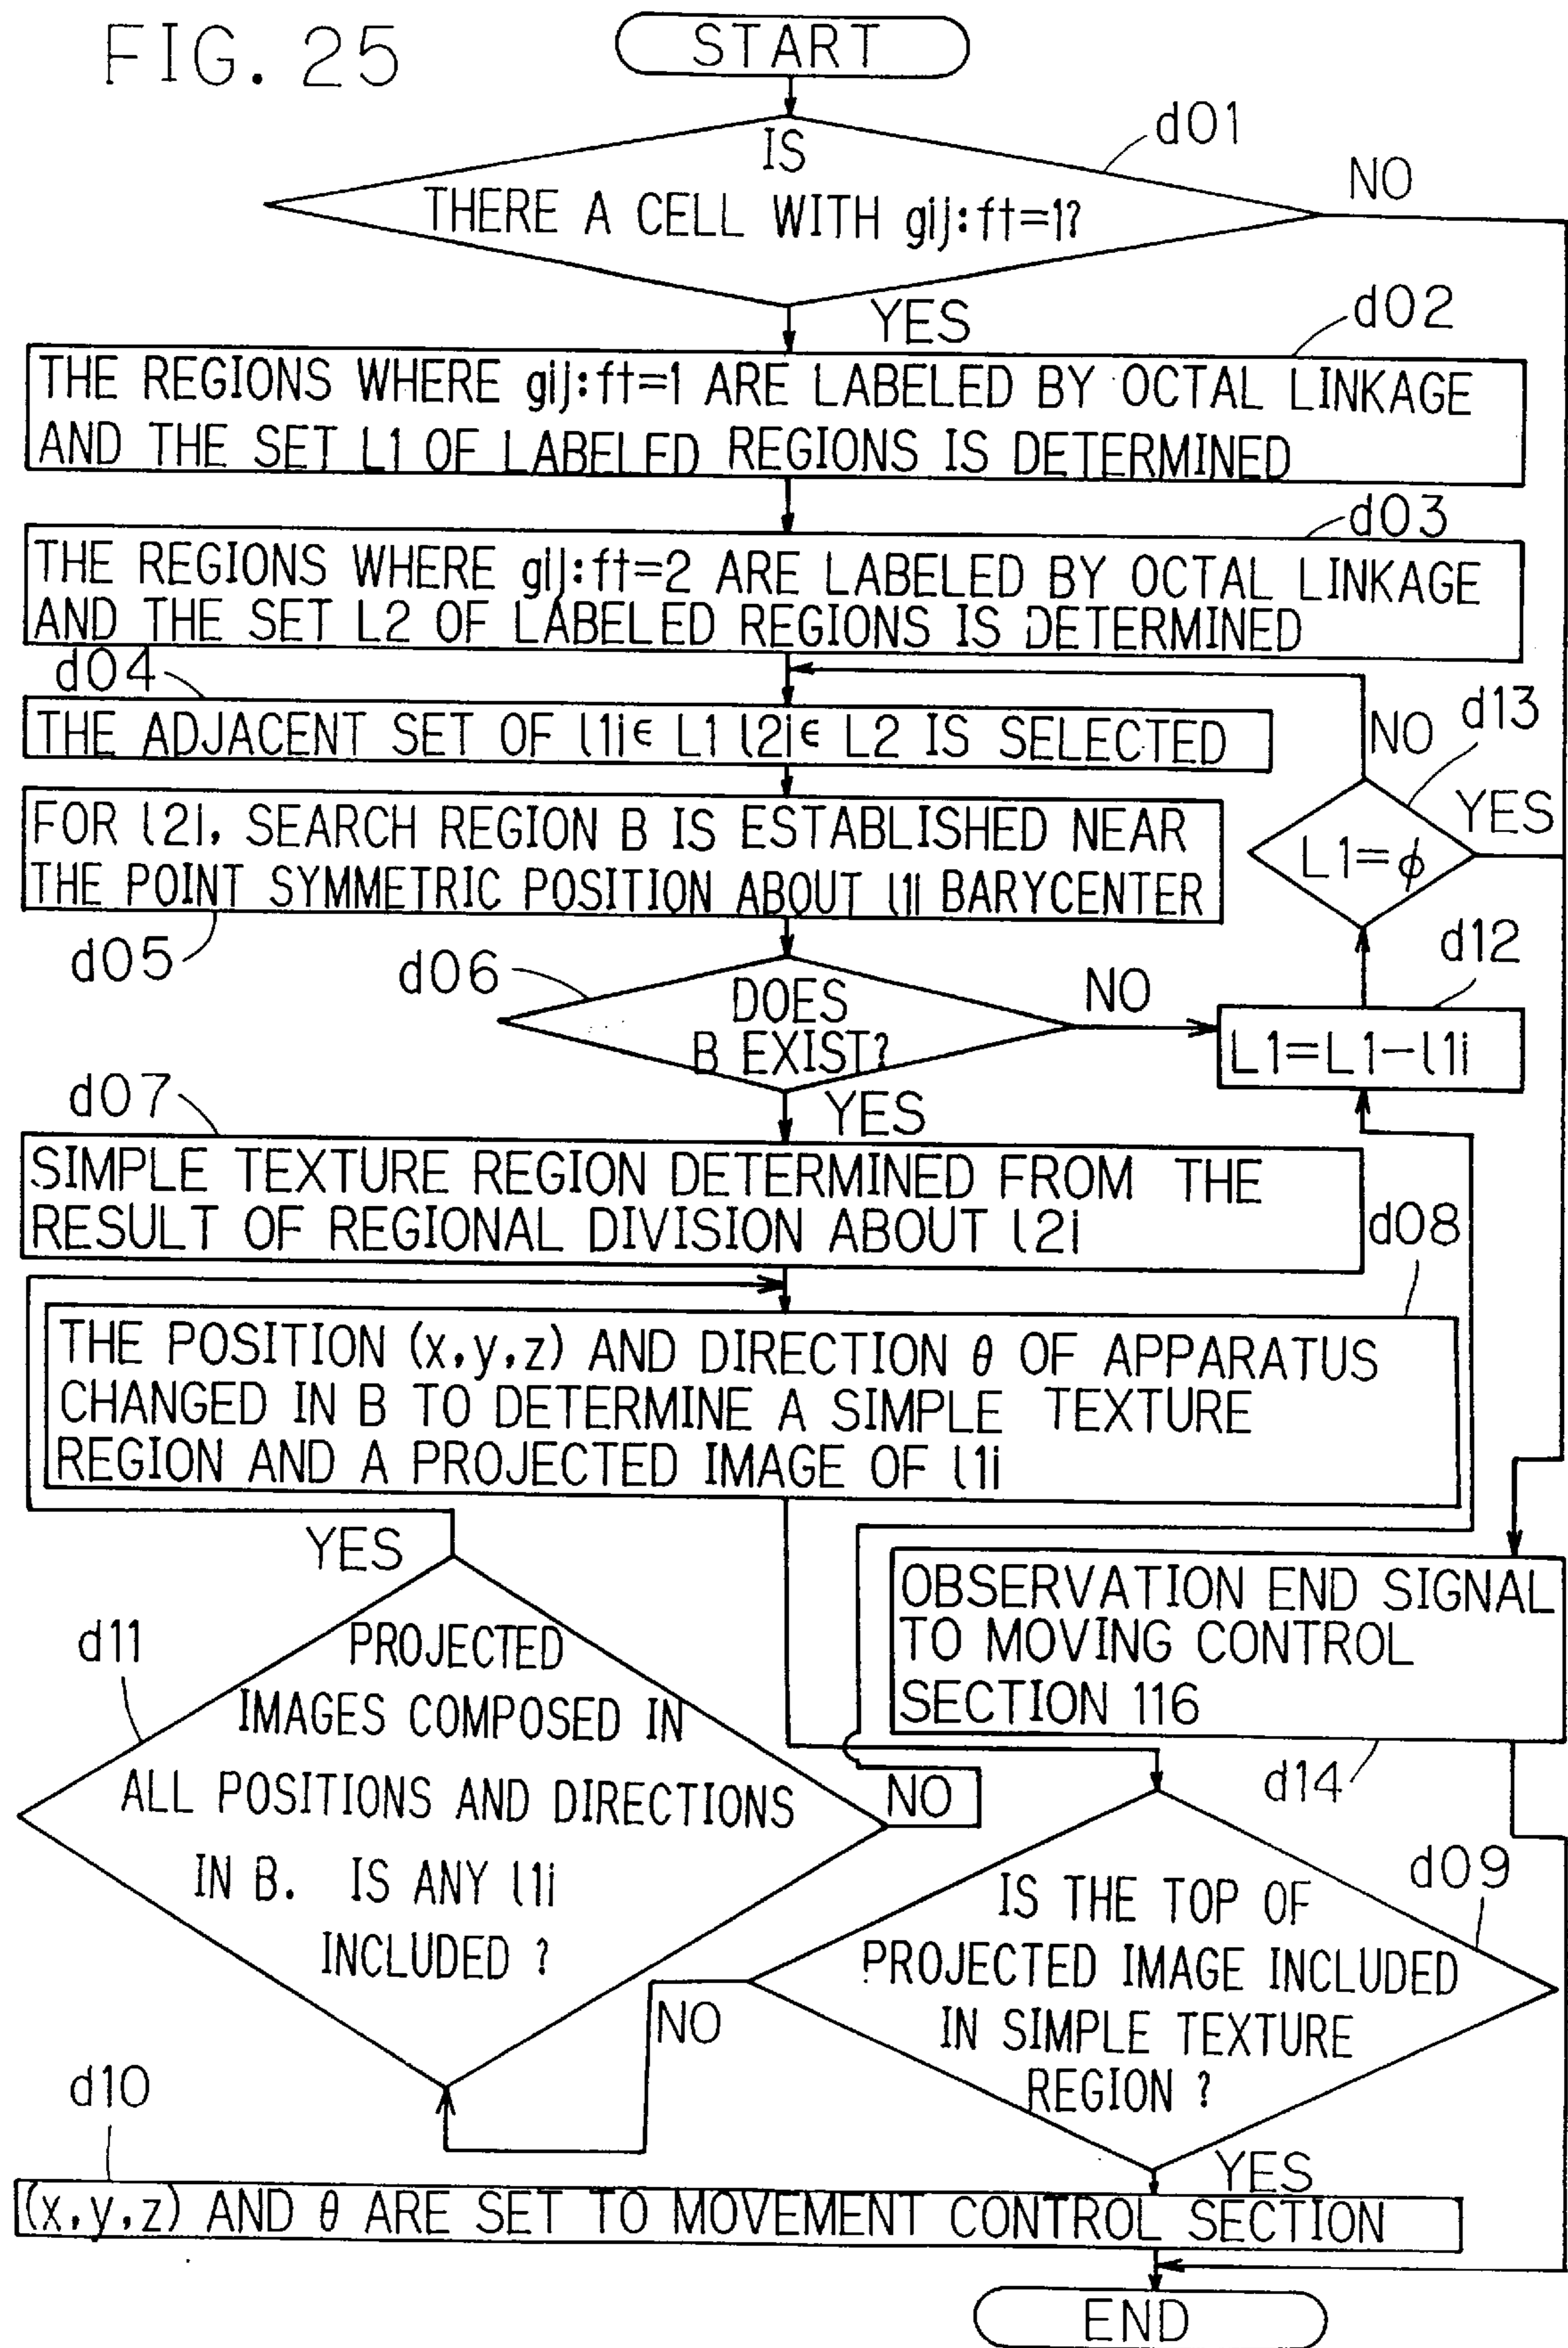 FIG. 25
START
d01
IS
THERE A CELL WITH gij:ft=1?
NO
YES
d02
THE REGIONS WHERE gij:ft=1 ARE LABELED BY OCTAL LINKAGE
AND THE SET L1 OF LABELED REGIONS IS DETERMINED
d03
THE REGIONS WHERE gij:ft=2 ARE LABELED BY OCTAL LINKAGE
AND THE SET L2 OF LABELED REGIONS IS DETERMINED
d04
THE ADJACENT SET OF l1i∈ L1 l2i∈ L2 IS SELECTED
NO
d13
YES
L1=ϕ
FOR l2i, SEARCH REGION B IS ESTABLISHED NEAR
THE POINT SYMMETRIC POSITION ABOUT l1i BARYCENTER
d05
d06
DOES
B EXIST?
NO
d12
L1=L1-l1i
YES
d07
SIMPLE TEXTURE REGION DETERMINED FROM THE
RESULT OF REGIONAL DIVISION ABOUT l2i
d08
THE POSITION (x,y,z) AND DIRECTION θ OF APPARATUS
CHANGED IN B TO DETERMINE A SIMPLE TEXTURE
REGION AND A PROJECTED IMAGE OF l1i
YES
d11
PROJECTED
IMAGES COMPOSED IN
ALL POSITIONS AND DIRECTIONS
IN B. IS ANY l1i
INCLUDED ?
NO
OBSERVATION END SIGNAL
TO MOVING CONTROL
SECTION 116
d14
d09
IS THE TOP OF
PROJECTED IMAGE INCLUDED
IN SIMPLE TEXTURE
REGION ?
NO
YES
d10
(x,y,z) AND θ ARE SET TO MOVEMENT CONTROL SECTION
END